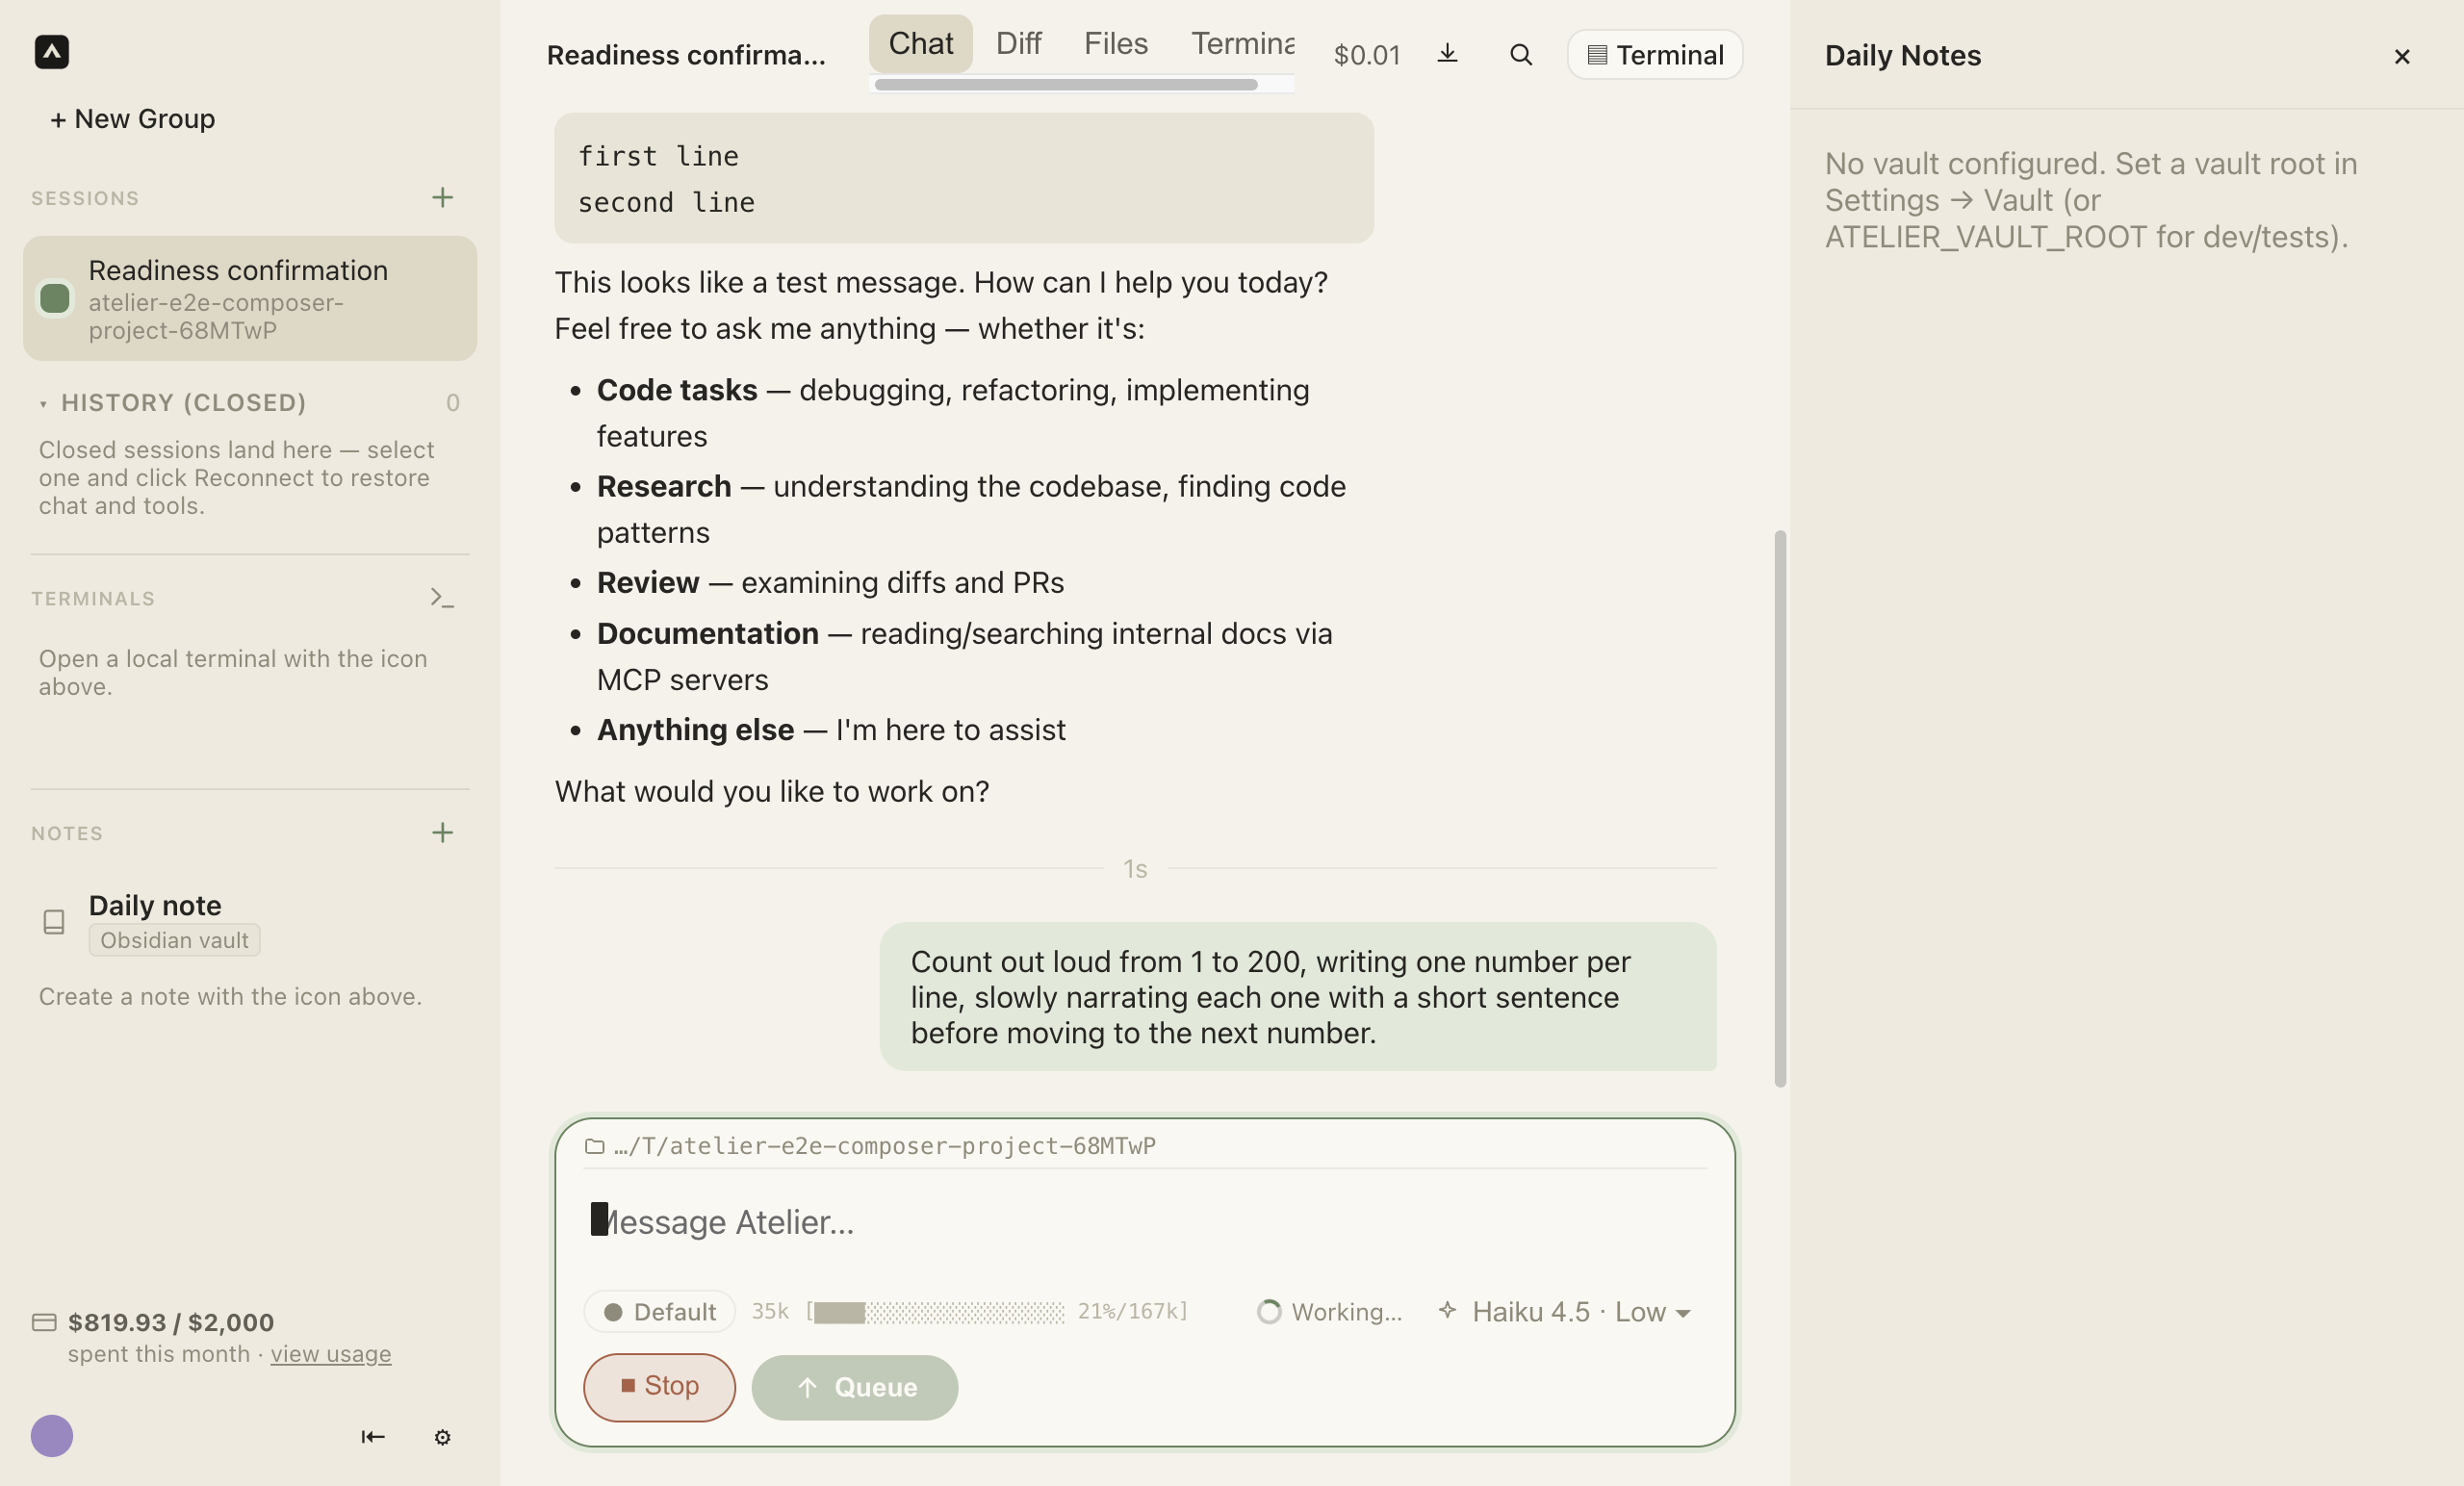 + New Group
SESSIONS
Readiness confirmation
atelier-e2e-composer-
project-68MTwP
HISTORY (CLOSED) 0
Closed sessions land here — select
one and click Reconnect to restore
chat and tools.
TERMINALS
Open a local terminal with the icon
above.
NOTES
Daily note
Obsidian vault
Create a note with the icon above.
$819.93 / $2,000
spent this month · view usage
Readiness confirma... Chat Diff Files Termina $0.01 Terminal
first line
second line
This looks like a test message. How can I help you today?
Feel free to ask me anything — whether it's:
• Code tasks — debugging, refactoring, implementing
features
• Research — understanding the codebase, finding code
patterns
• Review — examining diffs and PRs
• Documentation — reading/searching internal docs via
MCP servers
• Anything else — I'm here to assist
What would you like to work on?
1s
Count out loud from 1 to 200, writing one number per
line, slowly narrating each one with a short sentence
before moving to the next number.
…/T/atelier-e2e-composer-project-68MTwP
Message Atelier...
Default 35k [ 21%/167k] Working... Haiku 4.5 · Low
Stop Queue
Daily Notes
No vault configured. Set a vault root in
Settings → Vault (or
ATELIER_VAULT_ROOT for dev/tests).